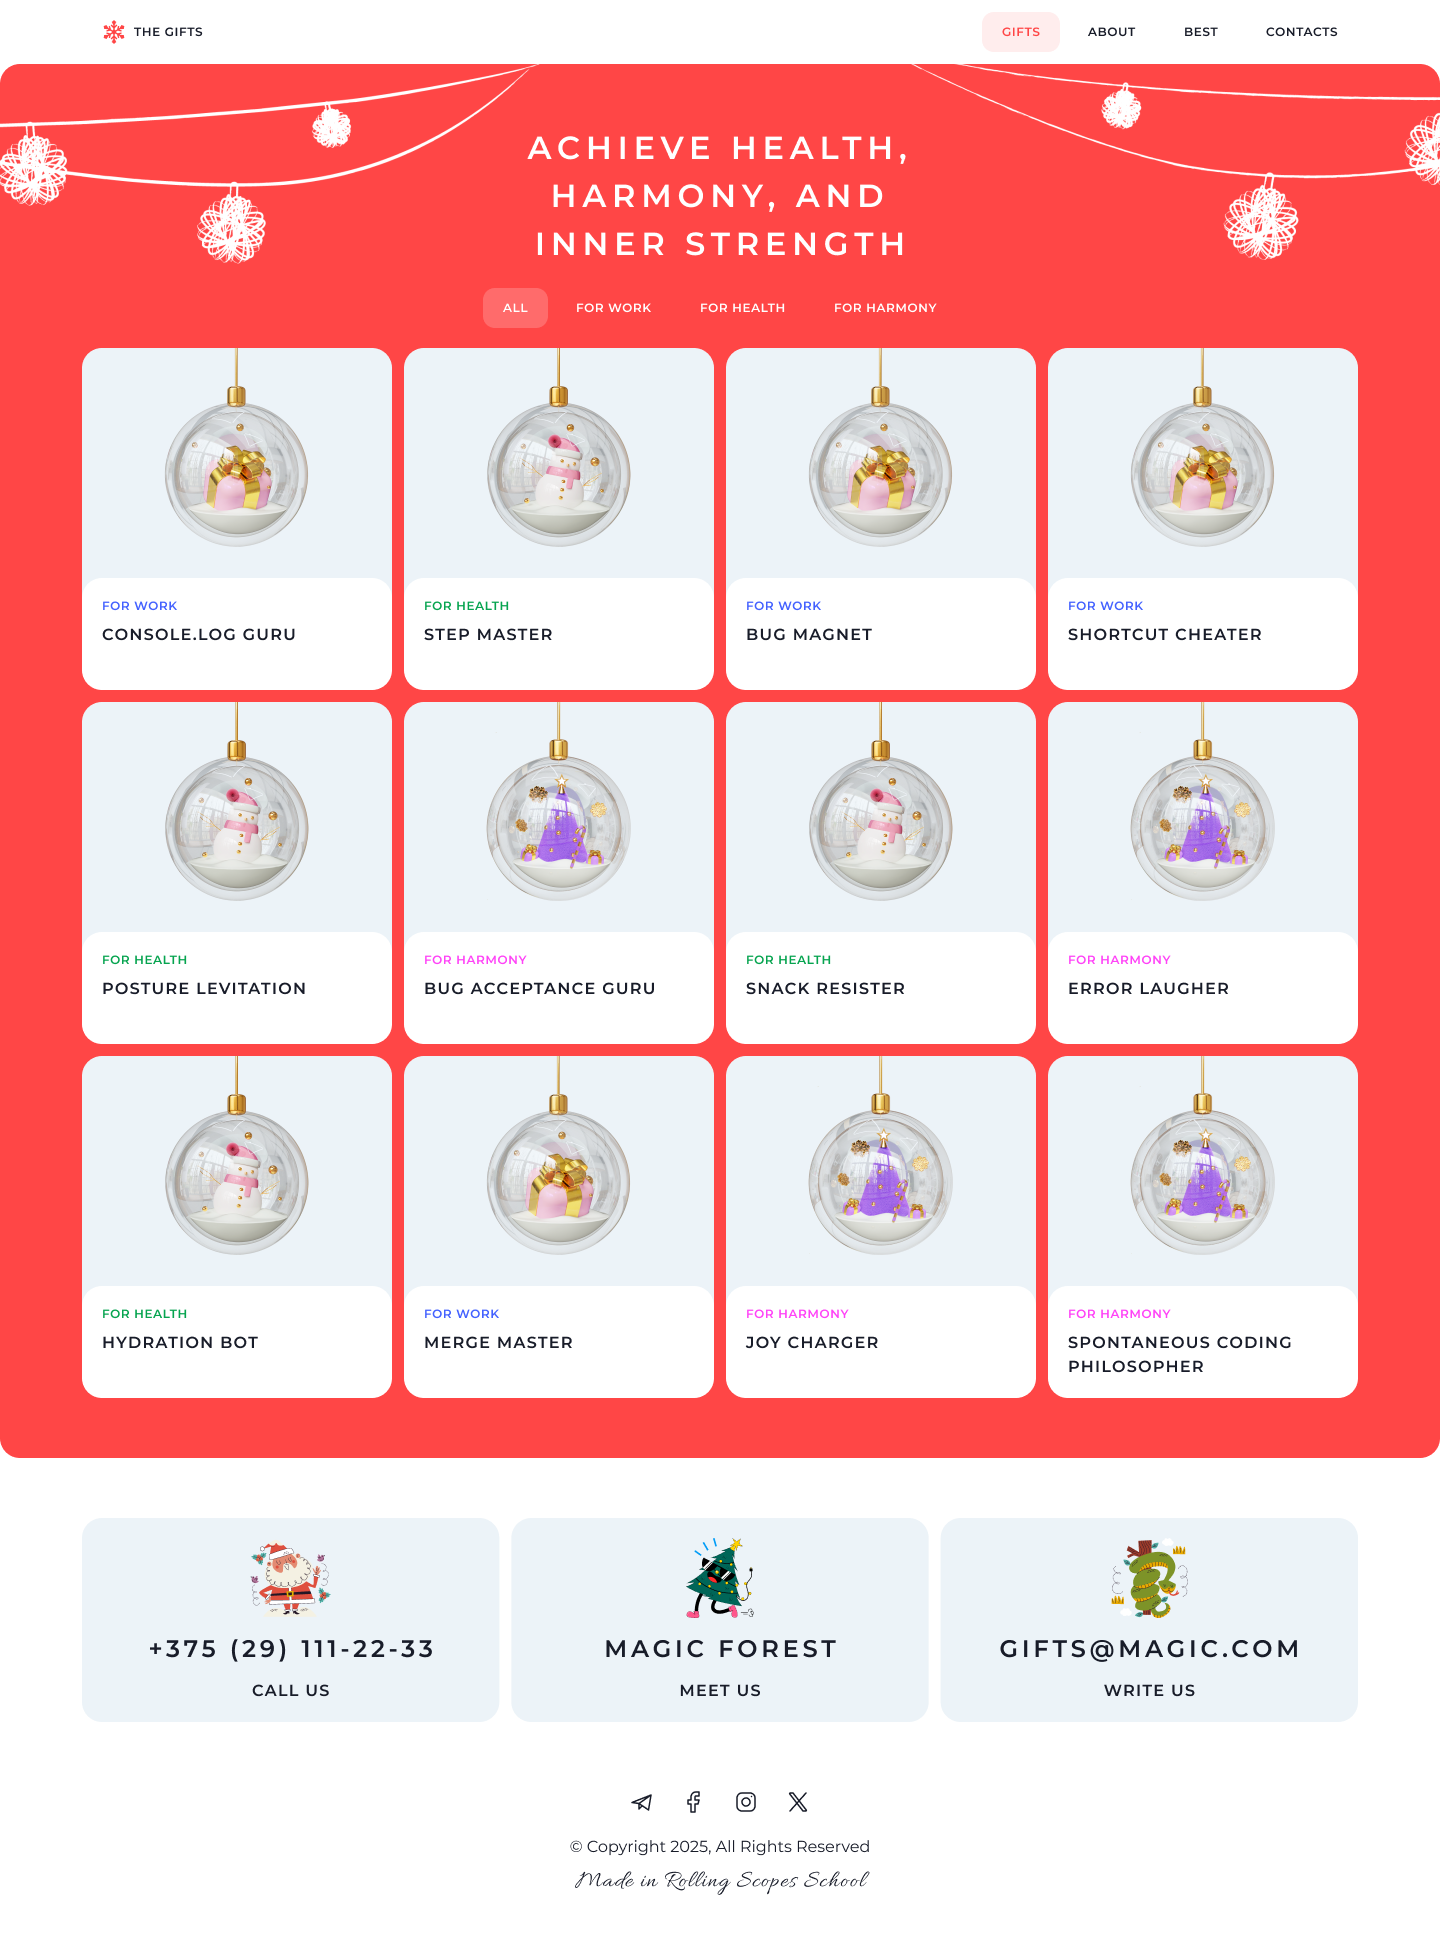 THE GIFTS
GIFTS
ABOUT
BEST
CONTACTS
ACHIEVE HEALTH,
HARMONY, AND
INNER STRENGTH
ALL
FOR WORK
FOR HEALTH
FOR HARMONY
FOR WORK
CONSOLE.LOG GURU
FOR HEALTH
STEP MASTER
FOR WORK
BUG MAGNET
FOR WORK
SHORTCUT CHEATER
FOR HEALTH
POSTURE LEVITATION
FOR HARMONY
BUG ACCEPTANCE GURU
FOR HEALTH
SNACK RESISTER
FOR HARMONY
ERROR LAUGHER
FOR HEALTH
HYDRATION BOT
FOR WORK
MERGE MASTER
FOR HARMONY
JOY CHARGER
FOR HARMONY
SPONTANEOUS CODING
PHILOSOPHER
+375 (29) 111-22-33
CALL US
MAGIC FOREST
MEET US
GIFTS@MAGIC.COM
WRITE US
© Copyright 2025, All Rights Reserved
Made in Rolling Scopes School